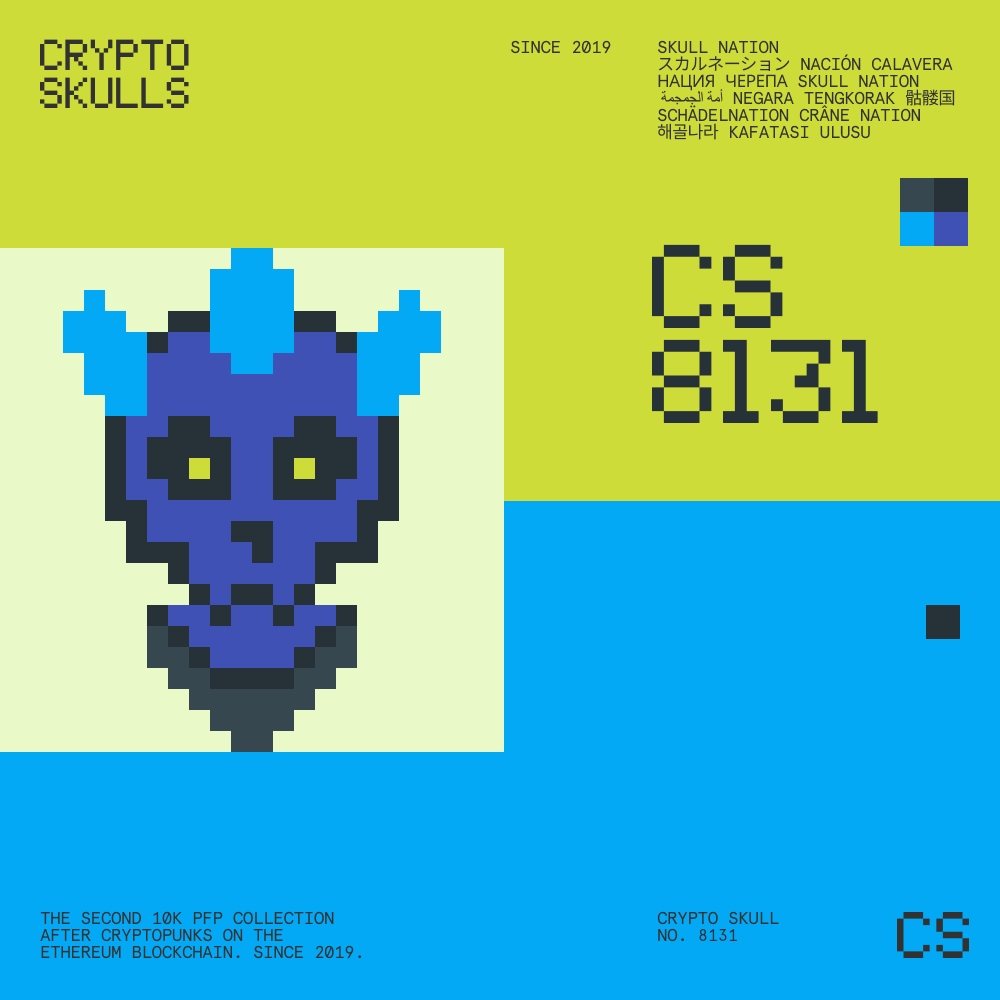 CRYPTO
SKULLS
SINCE 2019
SKULL NATION
スカルネーション NACIÓN CALAVERA
НАЦИЯ ЧЕРЕПА SKULL NATION
أمة الجمجمة NEGARA TENGKORAK 骷髅国
SCHÄDELNATION CRÂNE NATION
해골나라 KAFATASI ULUSU
CS
8131
THE SECOND 10K PFP COLLECTION
AFTER CRYPTOPUNKS ON THE
ETHEREUM BLOCKCHAIN. SINCE 2019.
CRYPTO SKULL
NO. 8131
CS